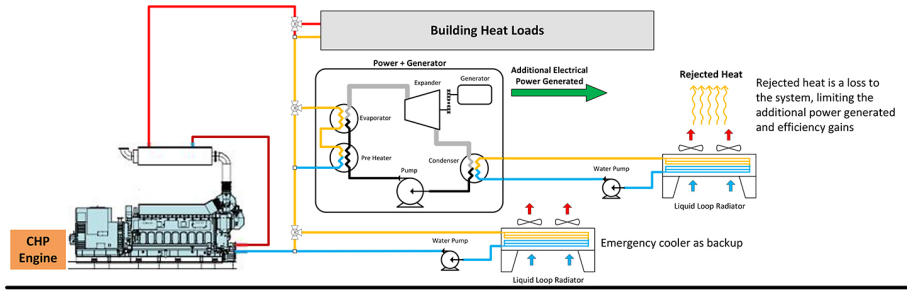 Building Heat Loads
Power + Generator
Expander
Generator
Additional Electrical
Power Generated
Rejected Heat
Rejected heat is a loss to
the system, limiting the
additional power generated
and efficiency gains
Evaporator
Pre Heater
Condenser
Pump
Water Pump
Liquid Loop Radiator
CHP
Engine
Water Pump
Emergency cooler as backup
Liquid Loop Radiator